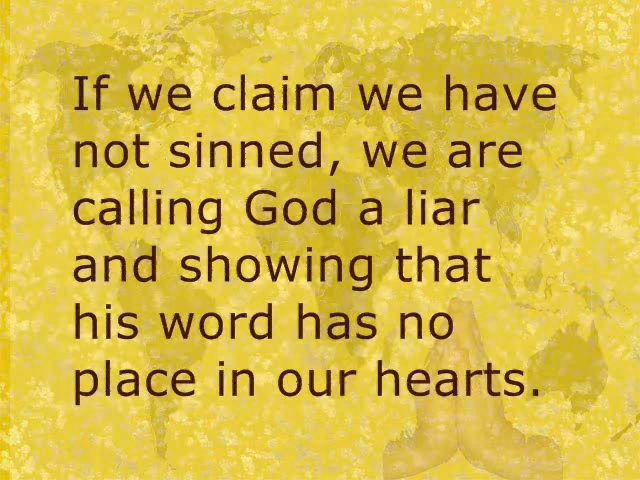 If we claim we have
not sinned, we are
calling God a liar
and showing that
his word has no
place in our hearts.